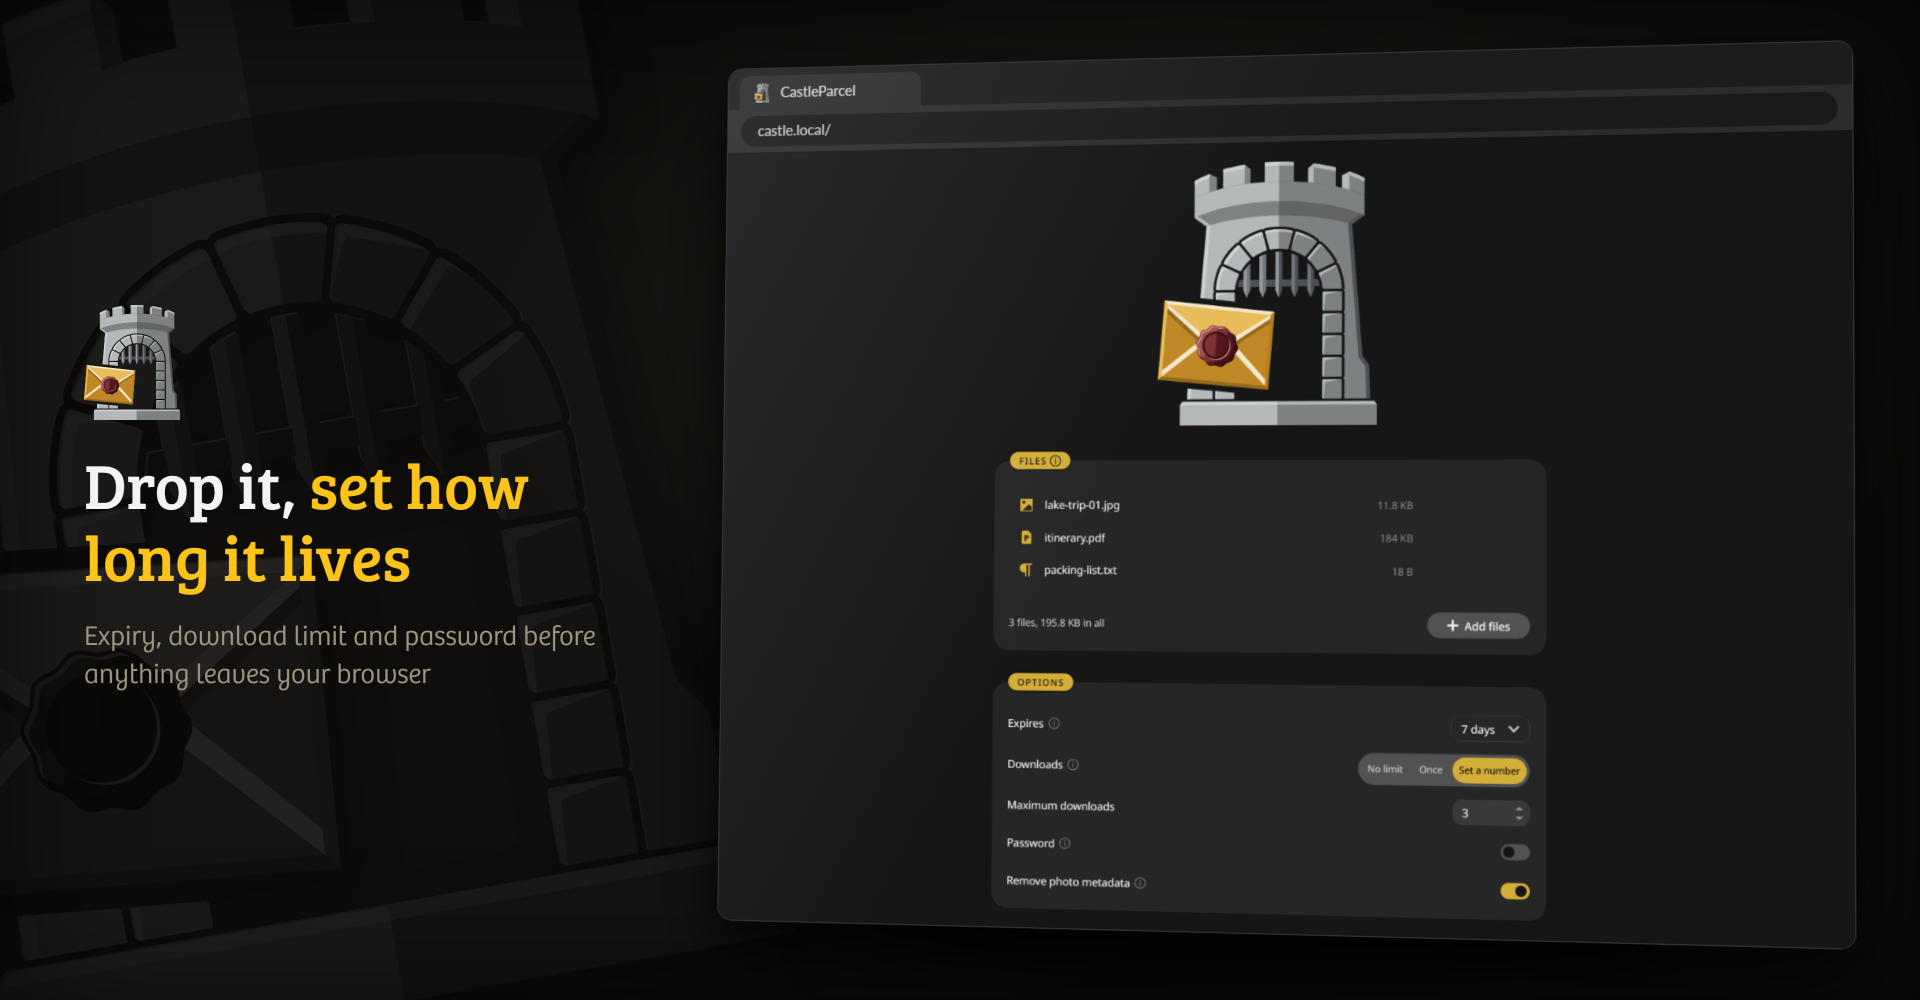 CastleParcel
castle.local/
Drop it, set how
long it lives
Expiry, download limit and password before
anything leaves your browser
FILES
lake-trip-01.jpg 11.8 KB
itinerary.pdf 184 KB
packing-list.txt 18 B
3 files, 195.8 KB in all
Add files
OPTIONS
Expires 7 days
Downloads No limit Once Set a number
Maximum downloads 3
Password
Remove photo metadata